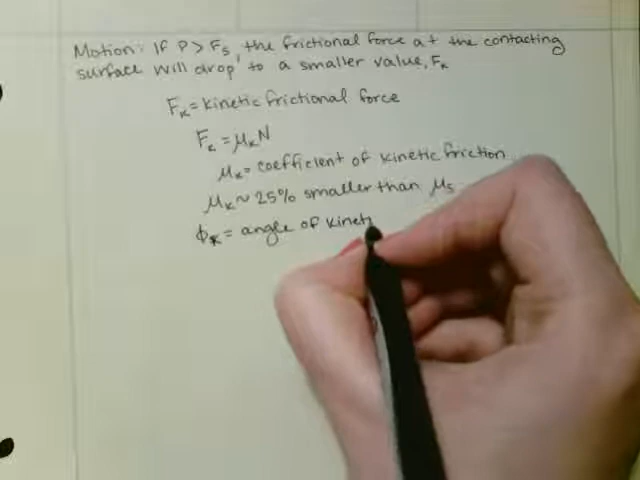 Motion: If P > Fs, the frictional force at the contacting
surface will drop to a smaller value, Fk
Fk = kinetic frictional force
Fk = μkN
μk = coefficient of kinetic friction
μk ~ 25% smaller than μs
ϕk = angle of kinet